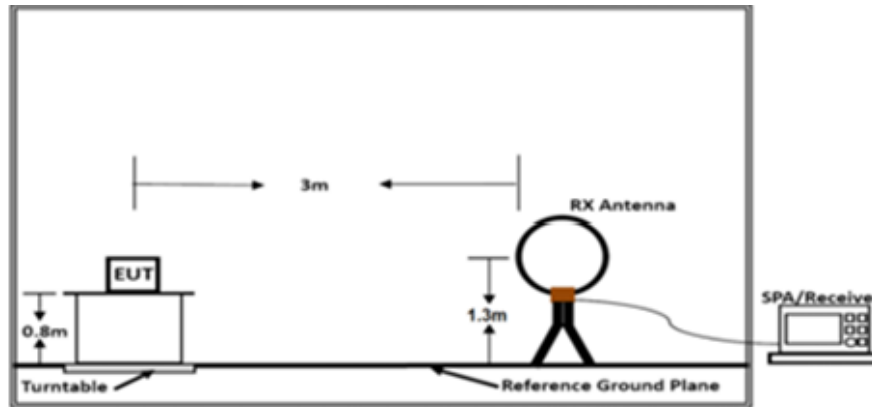 3m
RX Antenna
EUT
SPA/Receive
0.8m
1.3m
Turntable
Reference Ground Plane